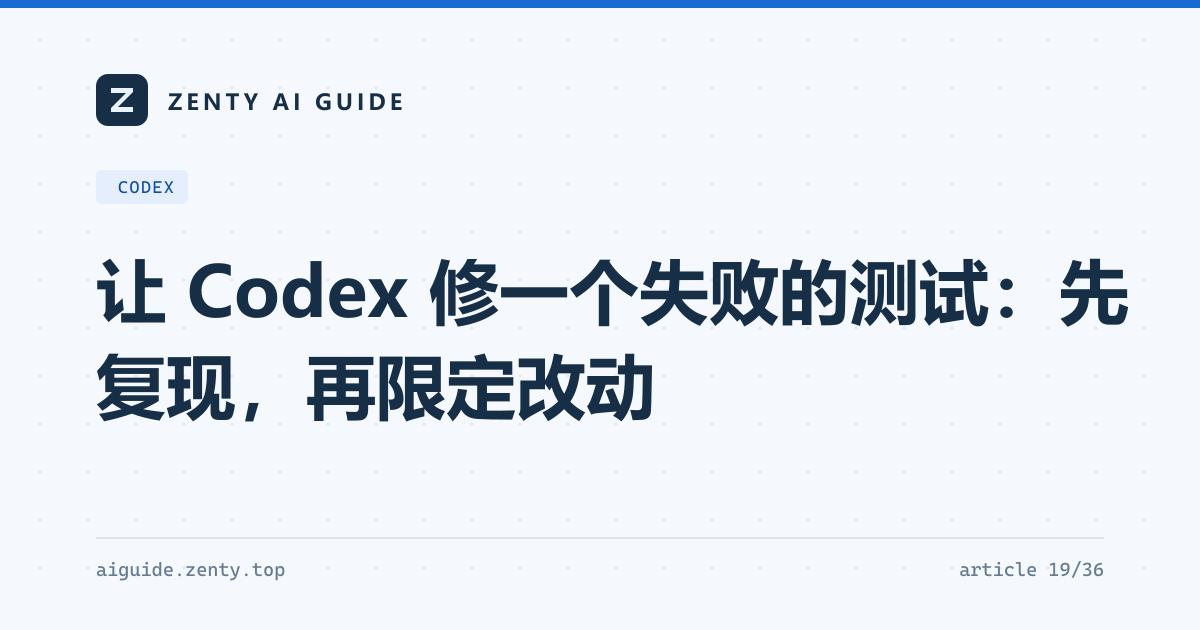 Z
ZENTY AI GUIDE
CODEX
让 Codex 修一个失败的测试：先
复现，再限定改动
aiguide.zenty.top
article 19/36